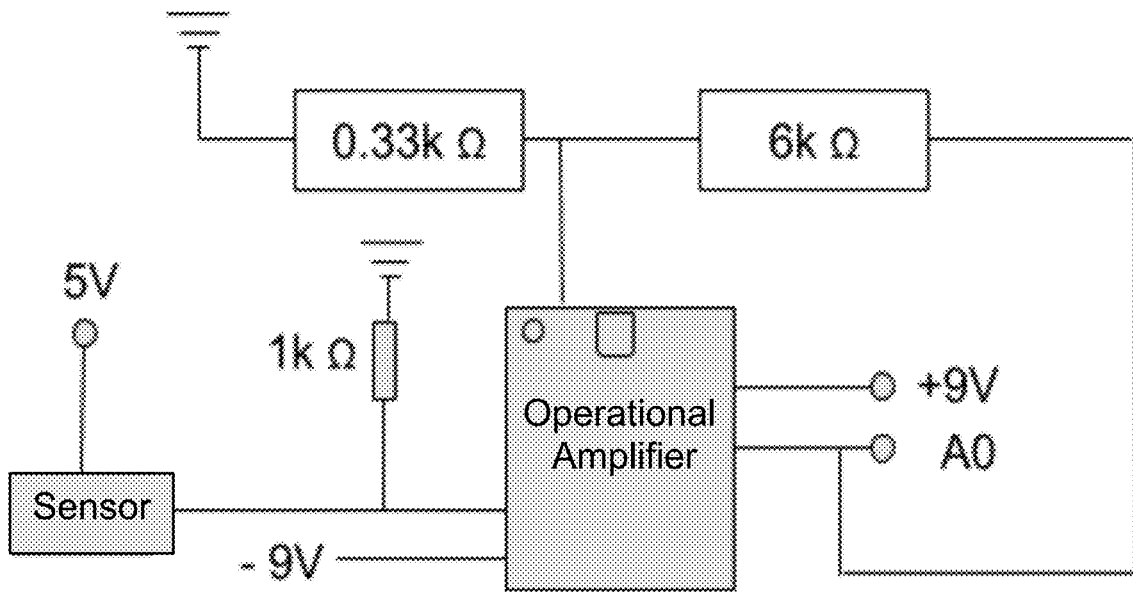 0.33k Ω
6k Ω
5V
1k Ω
+9V
Operational
Amplifier
A0
Sensor
- 9V